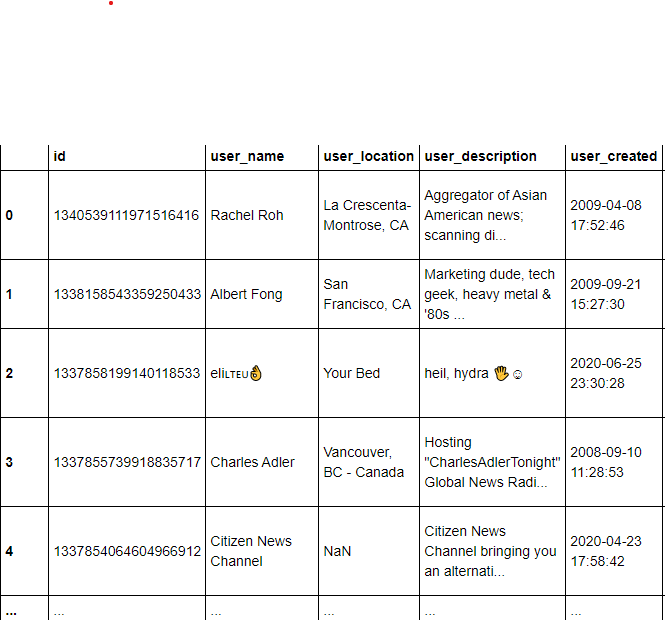 id user_name user_location user_description user_created
0 1340539111971516416 Rachel Roh La Crescenta-Montrose, CA Aggregator of Asian American news; scanning di... 2009-04-08 17:52:46
1 1338158543359250433 Albert Fong San Francisco, CA Marketing dude, tech geek, heavy metal & '80s ... 2009-09-21 15:27:30
2 1337858199140118533 eliʟᴛᴇᴜ👌 Your Bed heil, hydra 🖐☺ 2020-06-25 23:30:28
3 1337855739918835717 Charles Adler Vancouver, BC - Canada Hosting "CharlesAdlerTonight" Global News Radi... 2008-09-10 11:28:53
4 1337854064604966912 Citizen News Channel NaN Citizen News Channel bringing you an alternati... 2020-04-23 17:58:42
... ... ... ... ... ...